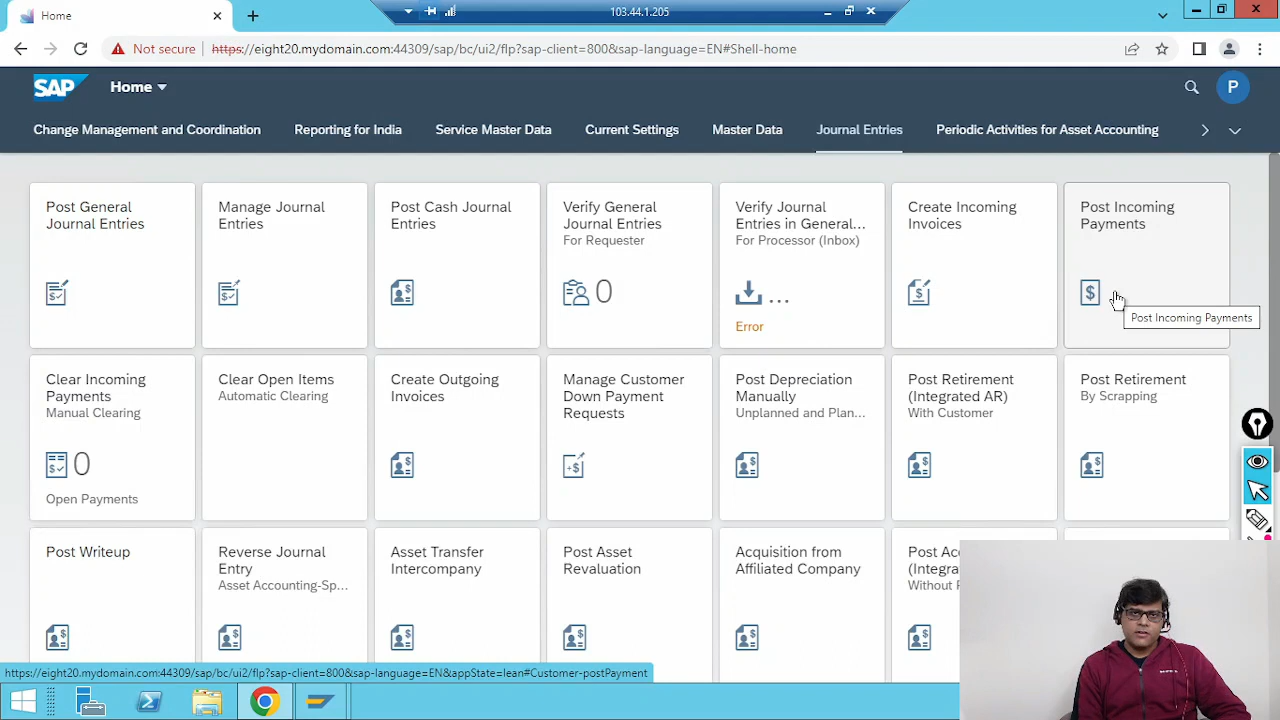 Home
103.44.1.205
Not secure
https://eight20.mydomain.com:44309/sap/bc/ui2/flp?sap-client=800&sap-language=EN#Shell-home
SAP
Home
P
Change Management and Coordination
Reporting for India
Service Master Data
Current Settings
Master Data
Journal Entries
Periodic Activities for Asset Accounting
Post General
Journal Entries
Manage Journal
Entries
Post Cash Journal
Entries
Verify General
Journal Entries
For Requester
0
Verify Journal
Entries in General...
For Processor (Inbox)
...
Error
Create Incoming
Invoices
Post Incoming
Payments
Post Incoming Payments
Clear Incoming
Payments
Manual Clearing
0
Open Payments
Clear Open Items
Automatic Clearing
Create Outgoing
Invoices
Manage Customer
Down Payment
Requests
Post Depreciation
Manually
Unplanned and Plan...
Post Retirement
(Integrated AR)
With Customer
Post Retirement
By Scrapping
Post Writeup
Reverse Journal
Entry
Asset Accounting-Sp...
Asset Transfer
Intercompany
Post Asset
Revaluation
Acquisition from
Affiliated Company
Post
(Integra
Without
https://eight20.mydomain.com:44309/sap/bc/ui2/flp?sap-client=800&sap-language=EN&appState=lean#Customer-postPayment